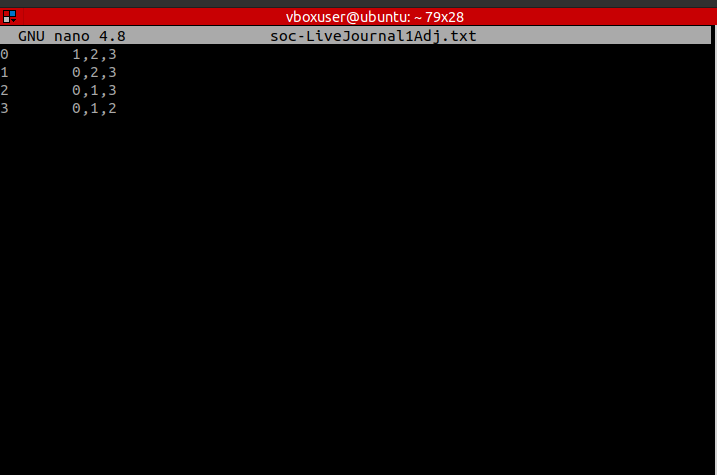 vboxuser@ubuntu: ~ 79x28
GNU nano 4.8 soc-LiveJournal1Adj.txt
0 1,2,3
1 0,2,3
2 0,1,3
3 0,1,2